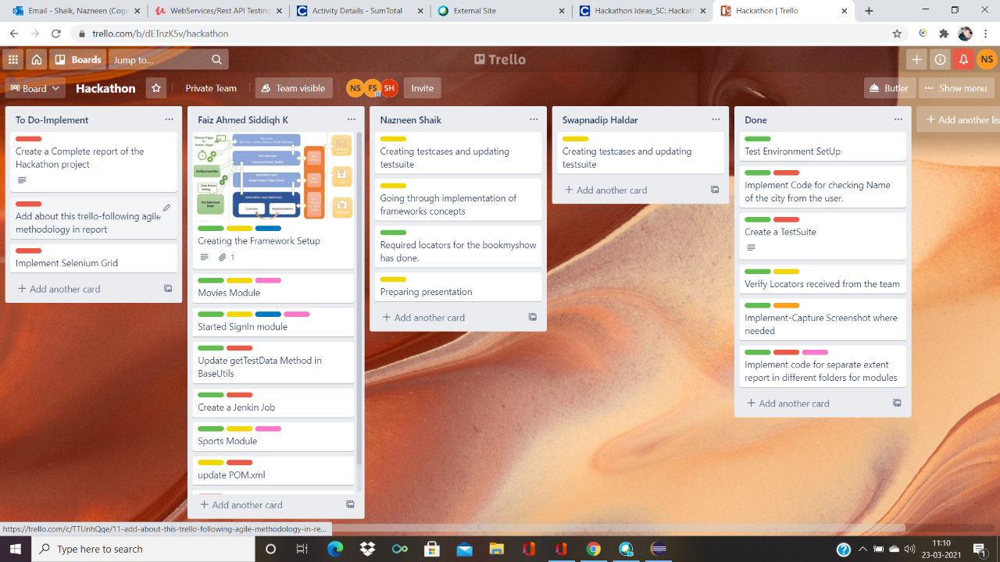 Email - Shaik, Nazneen (Cogn
WebServices/Rest API Testing
Activity Details - SumTotal
External Site
Hackathon Ideas_SC: Hackat
Hackathon | Trello
trello.com/b/dETnzK5v/hackathon
Boards
Jump to...
Trello
NS
Board
Hackathon
Private Team
Team visible
NS
FS
SH
Invite
Butler
Show menu
To Do-Implement
Create a Complete report of the
Hackathon project
Add about this trello-following agile
methodology in report
Implement Selenium Grid
Add another card
Faiz Ahmed Siddiqh K
Creating the Framework Setup
1
Movies Module
Started SignIn module
Update getTestData Method in
BaseUtils
Create a Jenkin Job
Sports Module
update POM.xml
Add another card
Nazneen Shaik
Creating testcases and updating
testsuite
Going through implementation of
frameworks concepts
Required locators for the bookmyshow
has done.
Preparing presentation
Add another card
Swapnadip Haldar
Creating testcases and updating
testsuite
Add another card
Done
Test Environment SetUp
Implement Code for checking Name
of the city from the user.
Create a TestSuite
Verify Locators received from the team
Implement-Capture Screenshot where
needed
Implement code for separate extent
report in different folders for modules
Add another card
Add another lis
https://trello.com/c/TTUnhQqe/11-add-about-this-trello-following-agile-methodology-in-re...
Type here to search
11:10
23-03-2021
1